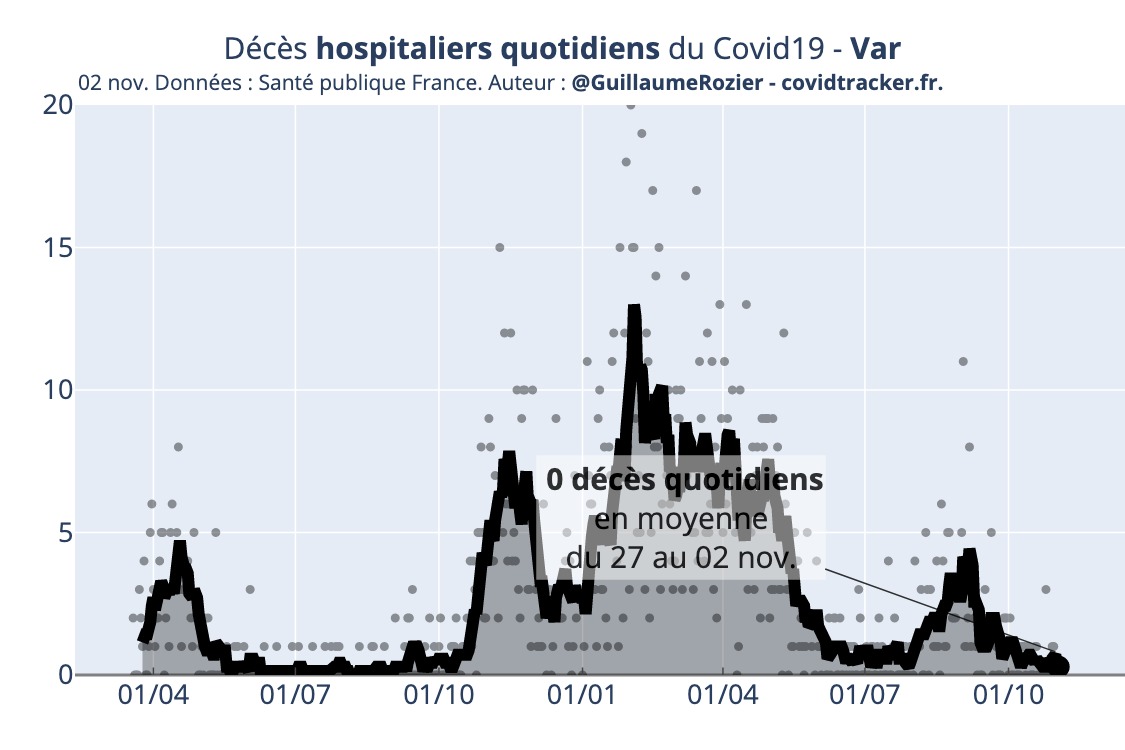 Décès hospitaliers quotidiens du Covid19 - Var
02 nov. Données : Santé publique France. Auteur : @GuillaumeRozier - covidtracker.fr.
20
15
10
5
0
0 décès quotidiens
en moyenne
du 27 au 02 nov.
01/04 01/07 01/10 01/01 01/04 01/07 01/10